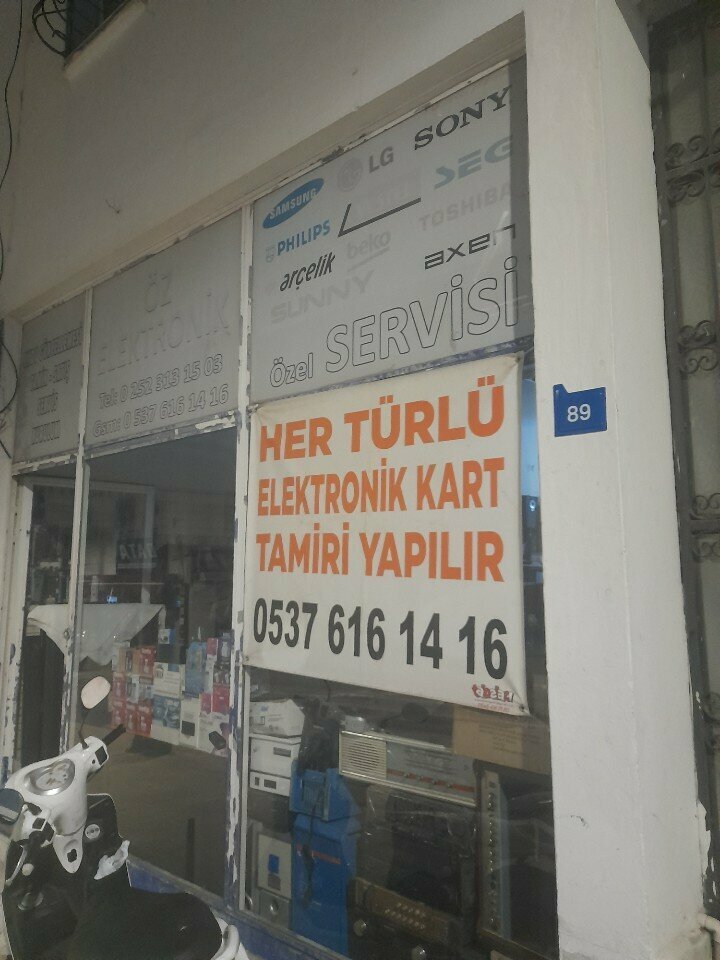 ÖZ
ELEKTRONİK
Tel: 0 252 313 15 03
Gsm: 0 537 616 14 16
SAMSUNG
LG
SONY
PHILIPS
SEG
TOSHIBA
arçelik
beko
axen
SUNNY
Özel SERVİSİ
HER TÜRLÜ
ELEKTRONİK KART
TAMİRİ YAPILIR
0537 616 14 16
89